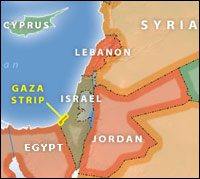 CYPRUS
SYRIA
LEBANON
GAZA
STRIP
ISRAEL
EGYPT
JORDAN